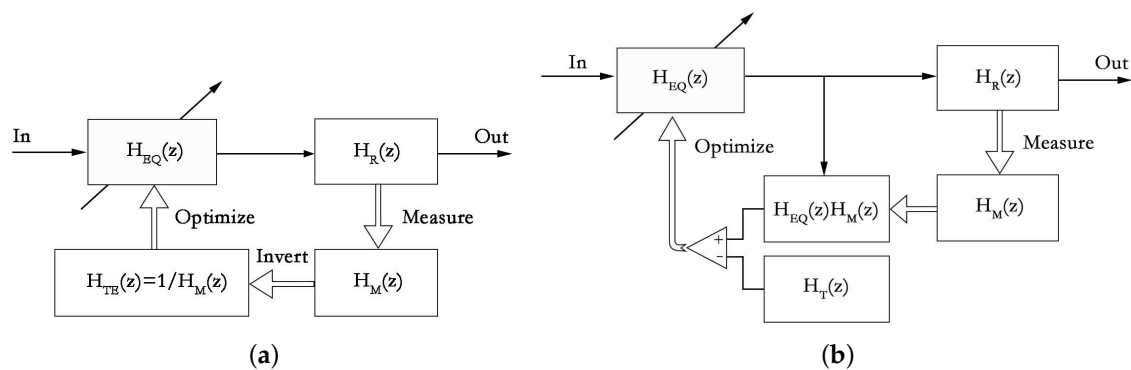 In
H_EQ(z)
H_R(z)
Out
Optimize
Measure
H_TE(z)=1/H_M(z)
Invert
H_M(z)
(a)
In
H_EQ(z)
H_R(z)
Out
Optimize
Measure
H_EQ(z)H_M(z)
H_M(z)
+
-
H_T(z)
(b)